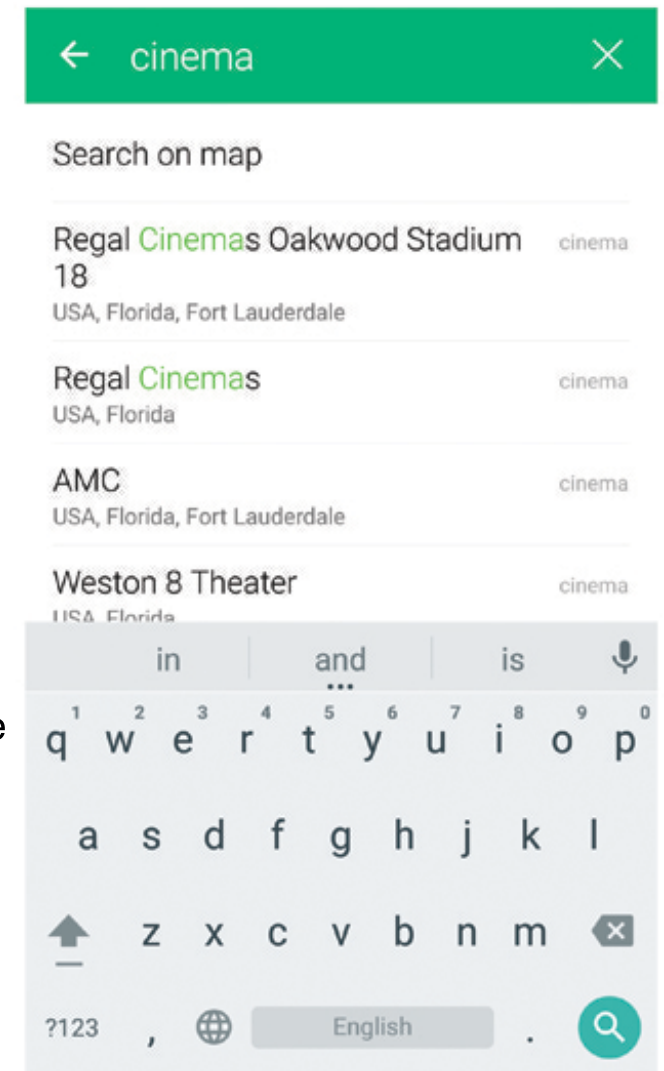 cinema
Search on map
Regal Cinemas Oakwood Stadium cinema
18
USA, Florida, Fort Lauderdale
Regal Cinemas cinema
USA, Florida
AMC cinema
USA, Florida, Fort Lauderdale
Weston 8 Theater cinema
USA, Florida
in and is
e
1 2 3 4 5 6 7 8 9 0
q w e r t y u i o p
a s d f g h j k l
z x c v b n m
?123 , English .